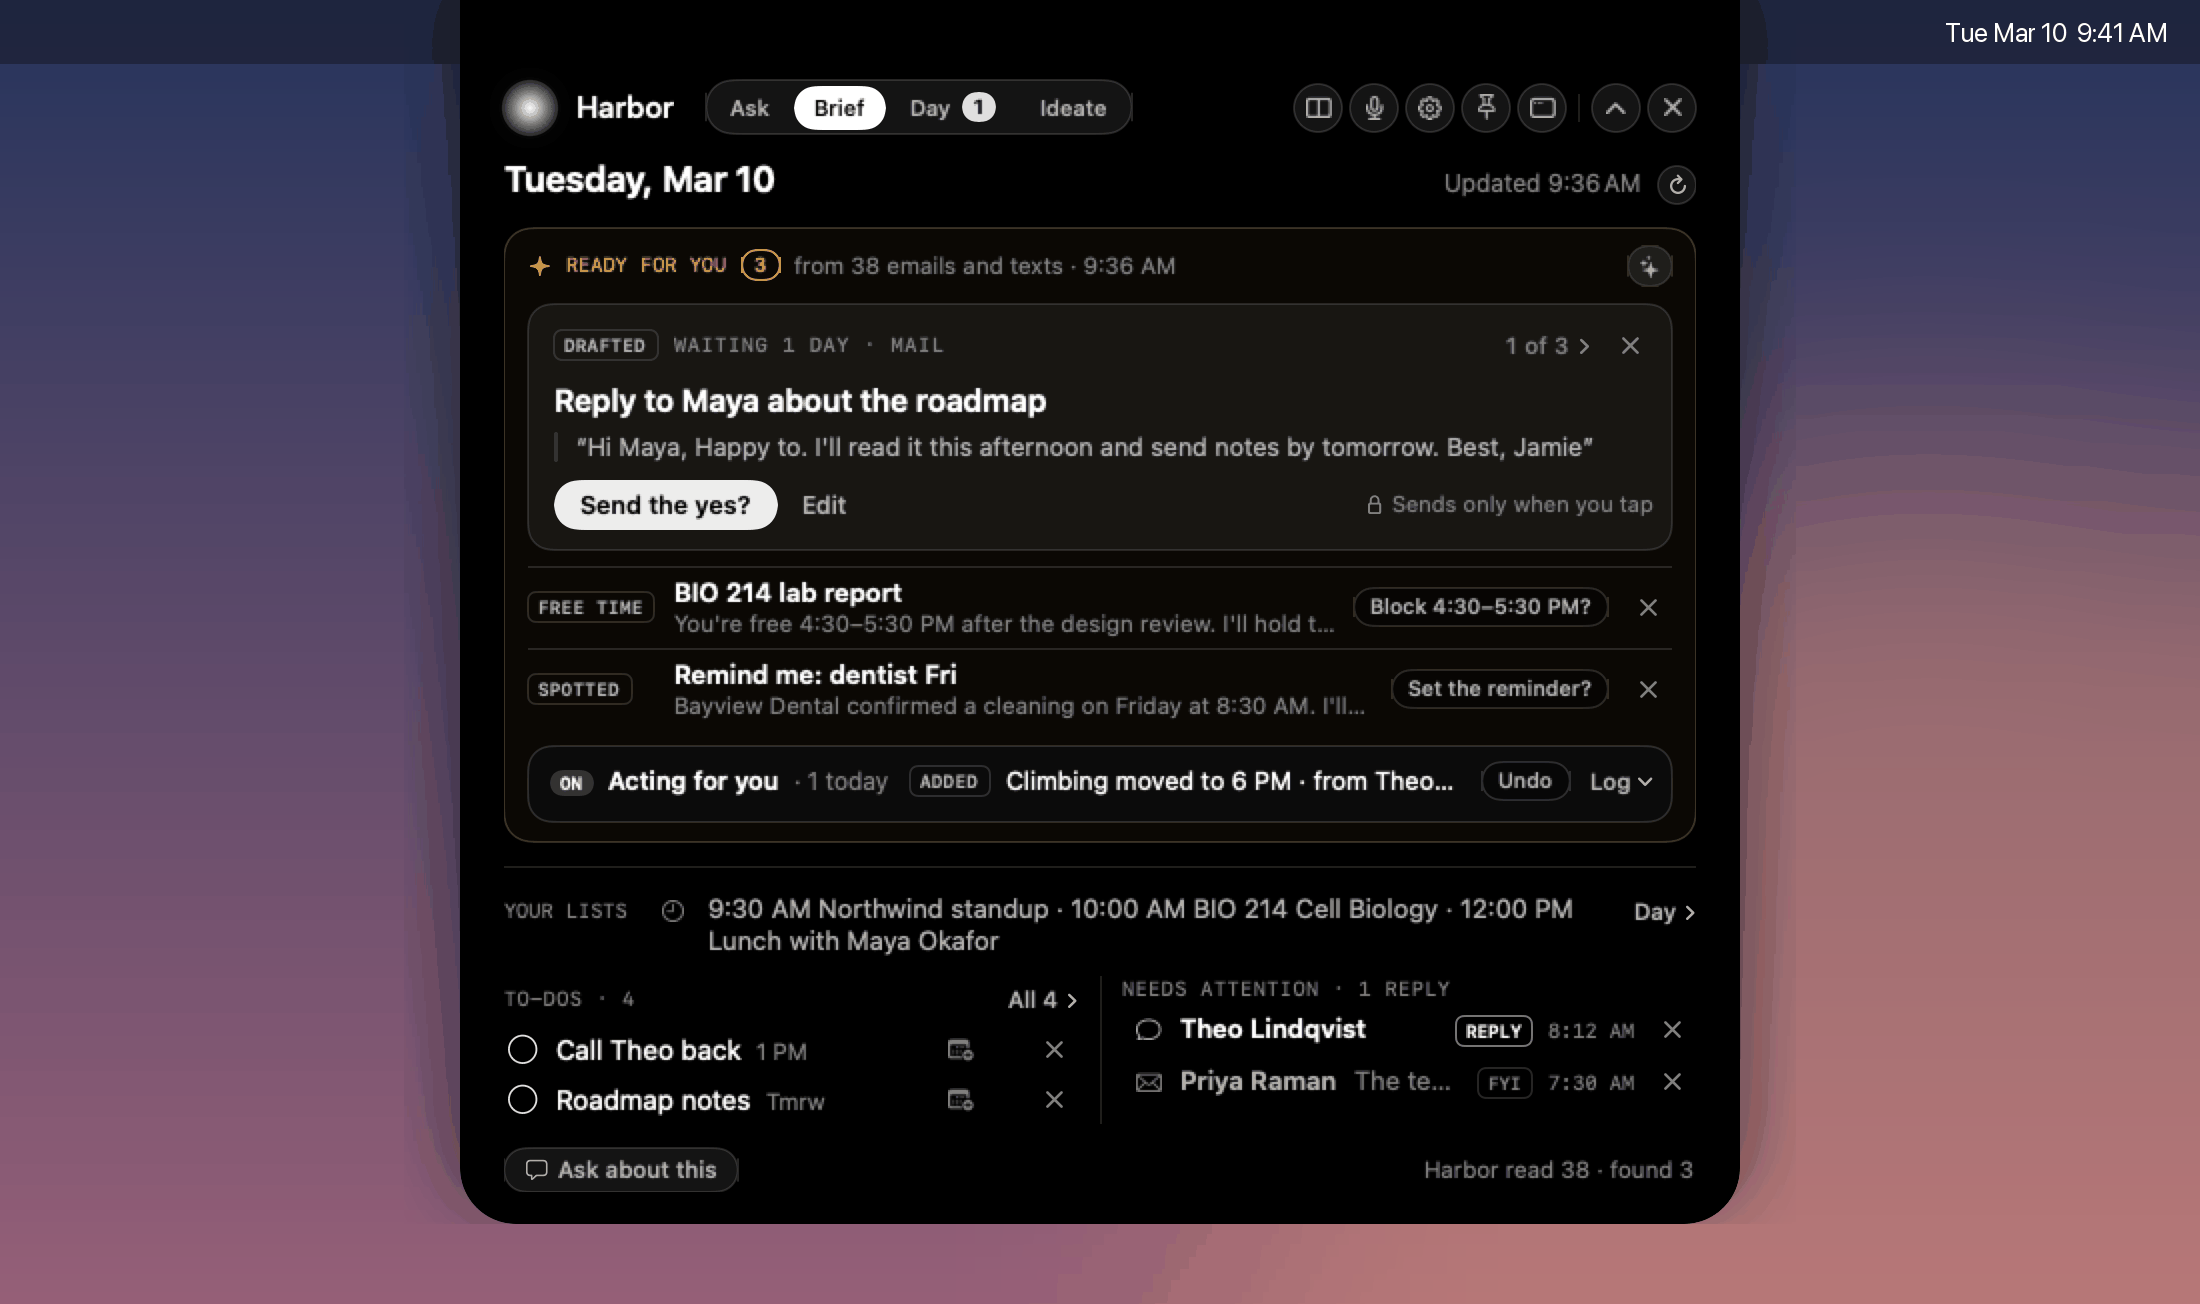 Tue Mar 10 9:41 AM
Harbor
Ask
Brief
Day 1
Ideate
Tuesday, Mar 10
Updated 9:36 AM
READY FOR YOU 3 from 38 emails and texts · 9:36 AM
DRAFTED WAITING 1 DAY · MAIL
1 of 3
Reply to Maya about the roadmap
"Hi Maya, Happy to. I'll read it this afternoon and send notes by tomorrow. Best, Jamie"
Send the yes?
Edit
Sends only when you tap
FREE TIME
BIO 214 lab report
You're free 4:30–5:30 PM after the design review. I'll hold t...
Block 4:30–5:30 PM?
SPOTTED
Remind me: dentist Fri
Bayview Dental confirmed a cleaning on Friday at 8:30 AM. I'll...
Set the reminder?
ON Acting for you · 1 today ADDED Climbing moved to 6 PM · from Theo... Undo Log
YOUR LISTS
9:30 AM Northwind standup · 10:00 AM BIO 214 Cell Biology · 12:00 PM
Lunch with Maya Okafor
Day
TO-DOS · 4
All 4
Call Theo back 1 PM
Roadmap notes Tmrw
NEEDS ATTENTION · 1 REPLY
Theo Lindqvist REPLY 8:12 AM
Priya Raman The te... FYI 7:30 AM
Ask about this
Harbor read 38 · found 3